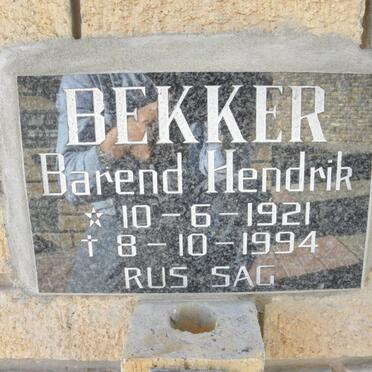 BEKKER
Barend Hendrik
☆ 10-6-1921
† 8-10-1994
RUS SAG